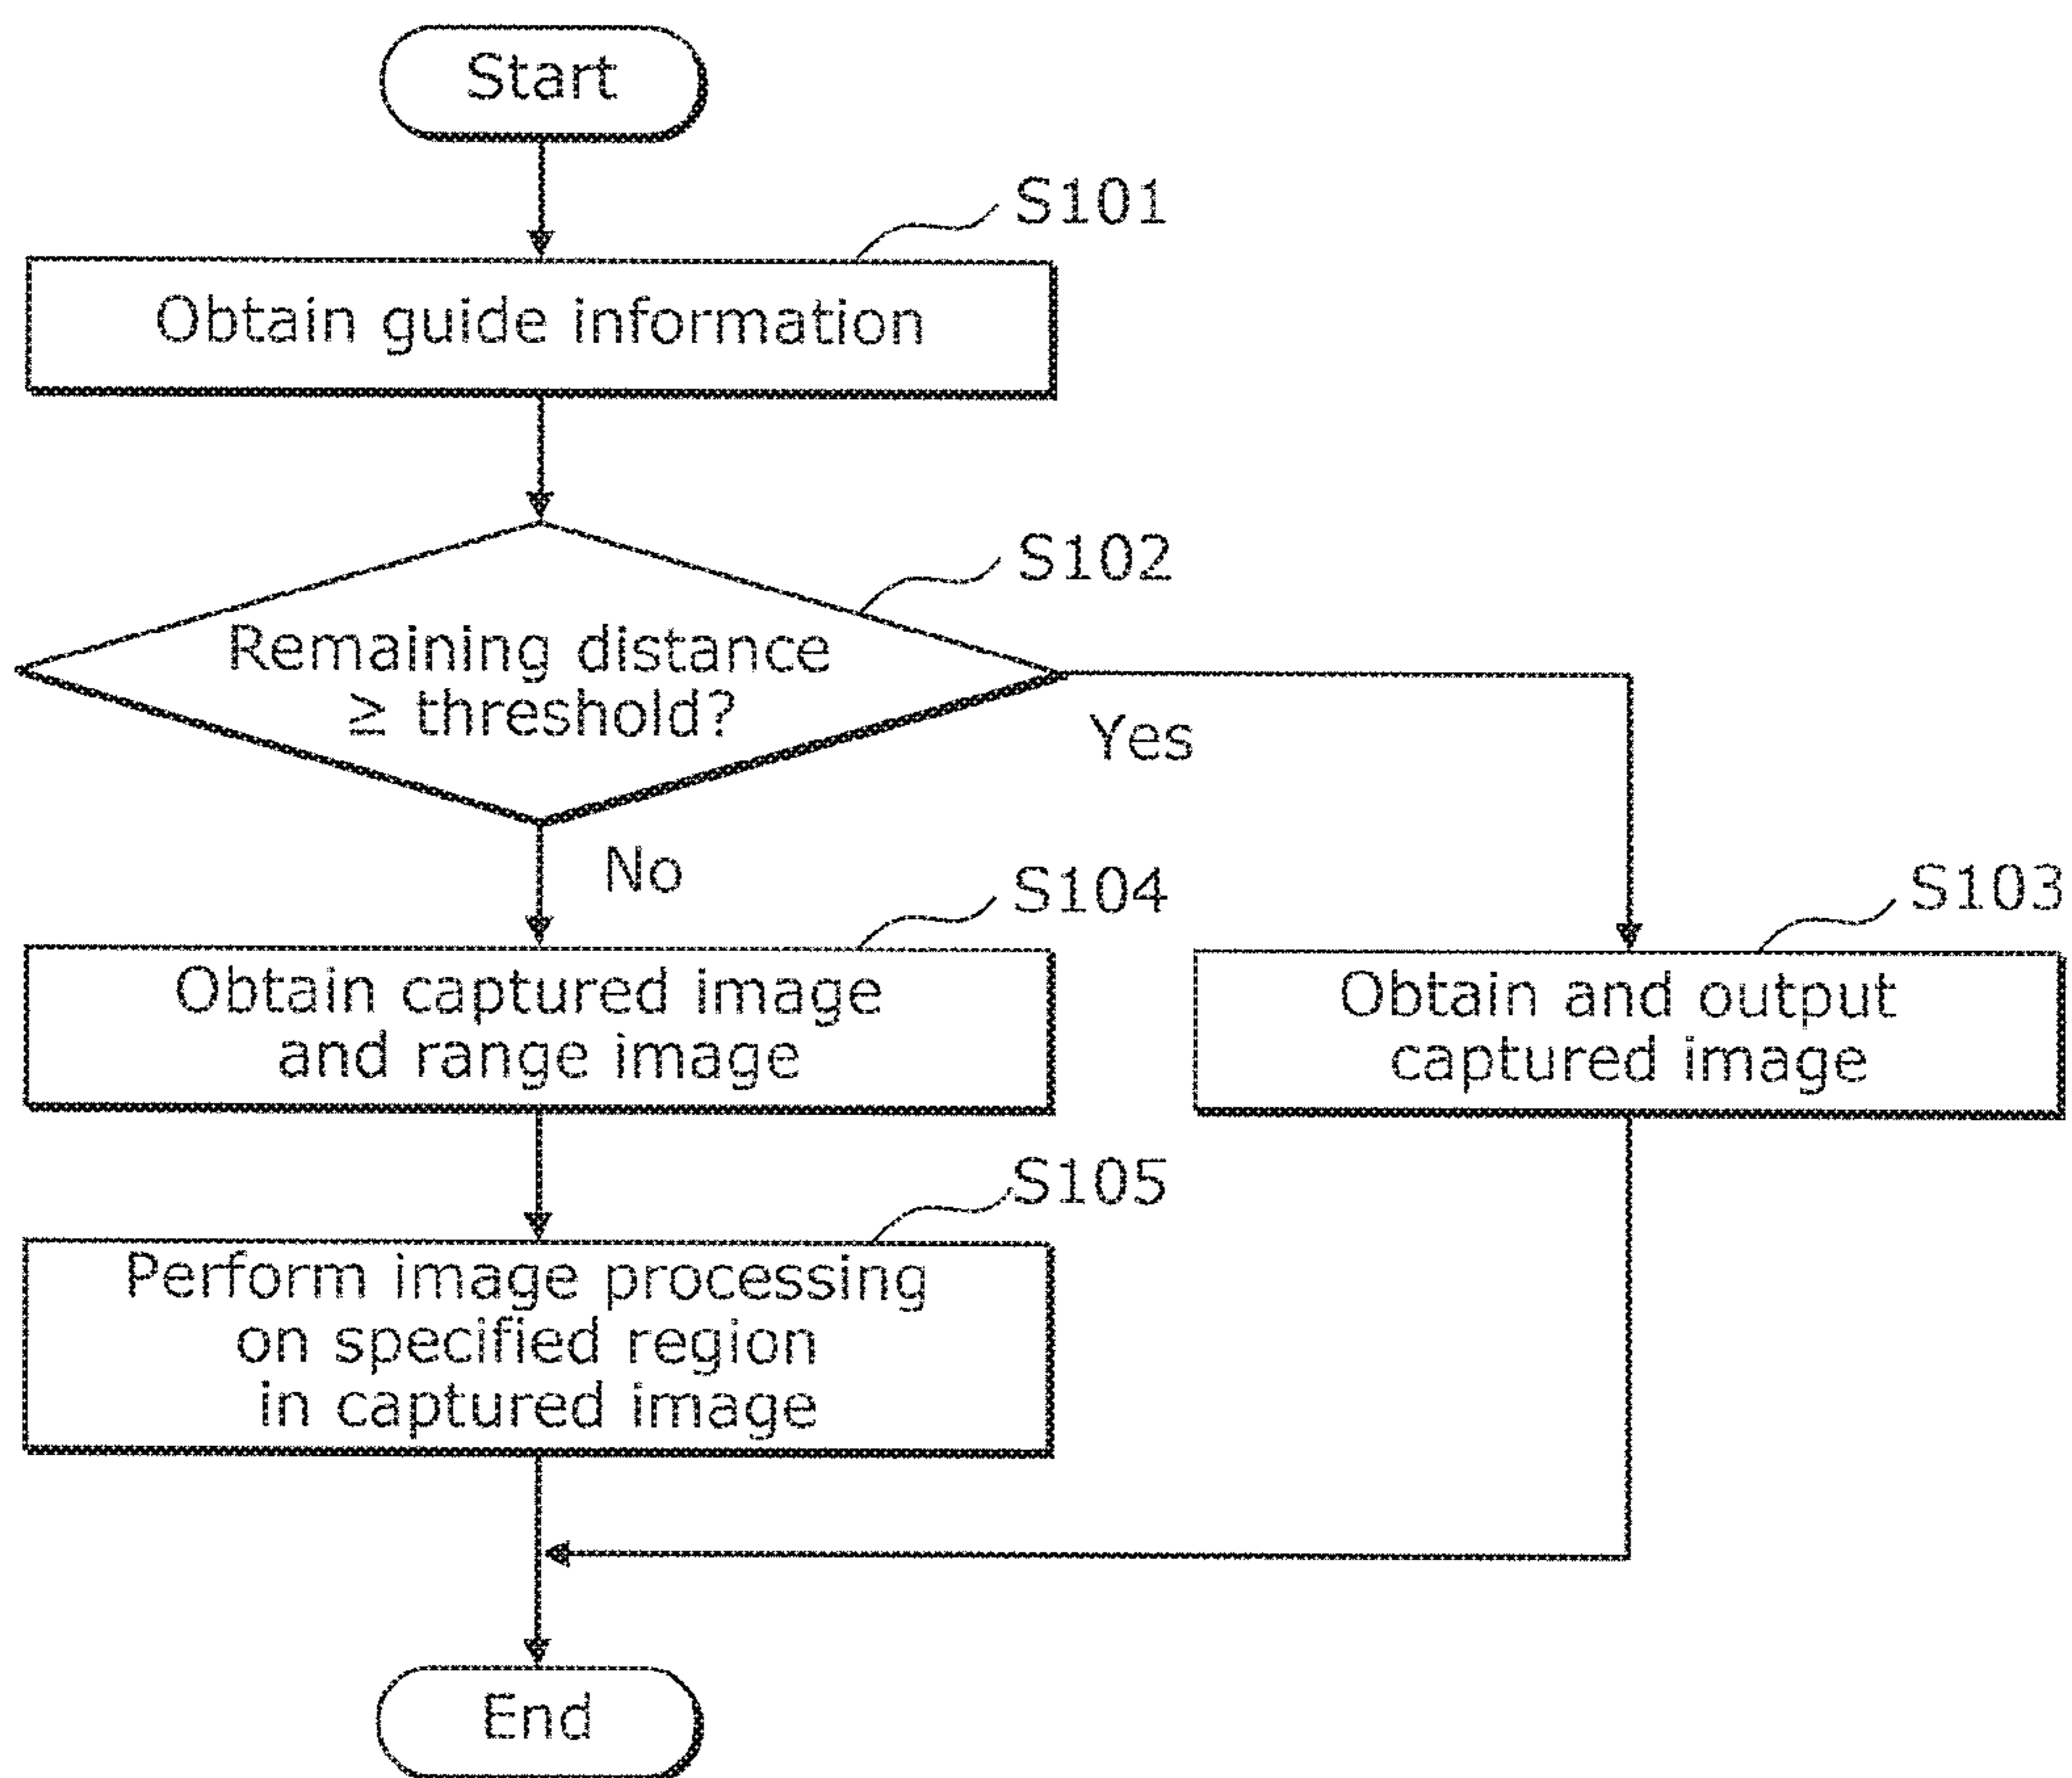 Start
S101
Obtain guide information
S102
Remaining distance
≥ threshold?
Yes
No
S104
Obtain captured image
and range image
S103
Obtain and output
captured image
S105
Perform image processing
on specified region
in captured image
End